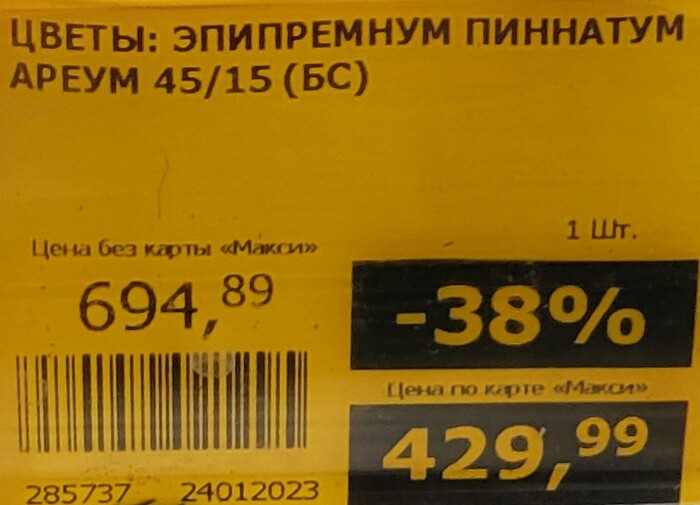 ЦВЕТЫ: ЭПИПРЕМНУМ ПИННАТУМ
АРЕУМ 45/15 (БС)
1 Шт.
Цена без карты «Макси»
694,89
-38%
Цена по карте «Макси»
429,99
285737 24012023